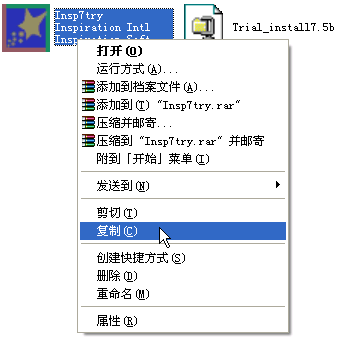 Insp7try
Inspiration Intl
Inspiration Soft
Trial_install7.5b
打开(O)
运行方式(A)...
添加到档案文件(A)...
添加到(T) "Insp7try.rar"
压缩并邮寄...
压缩到 "Insp7try.rar" 并邮寄
附到「开始」菜单(I)
发送到(N)
剪切(T)
复制(C)
创建快捷方式(S)
删除(D)
重命名(M)
属性(R)